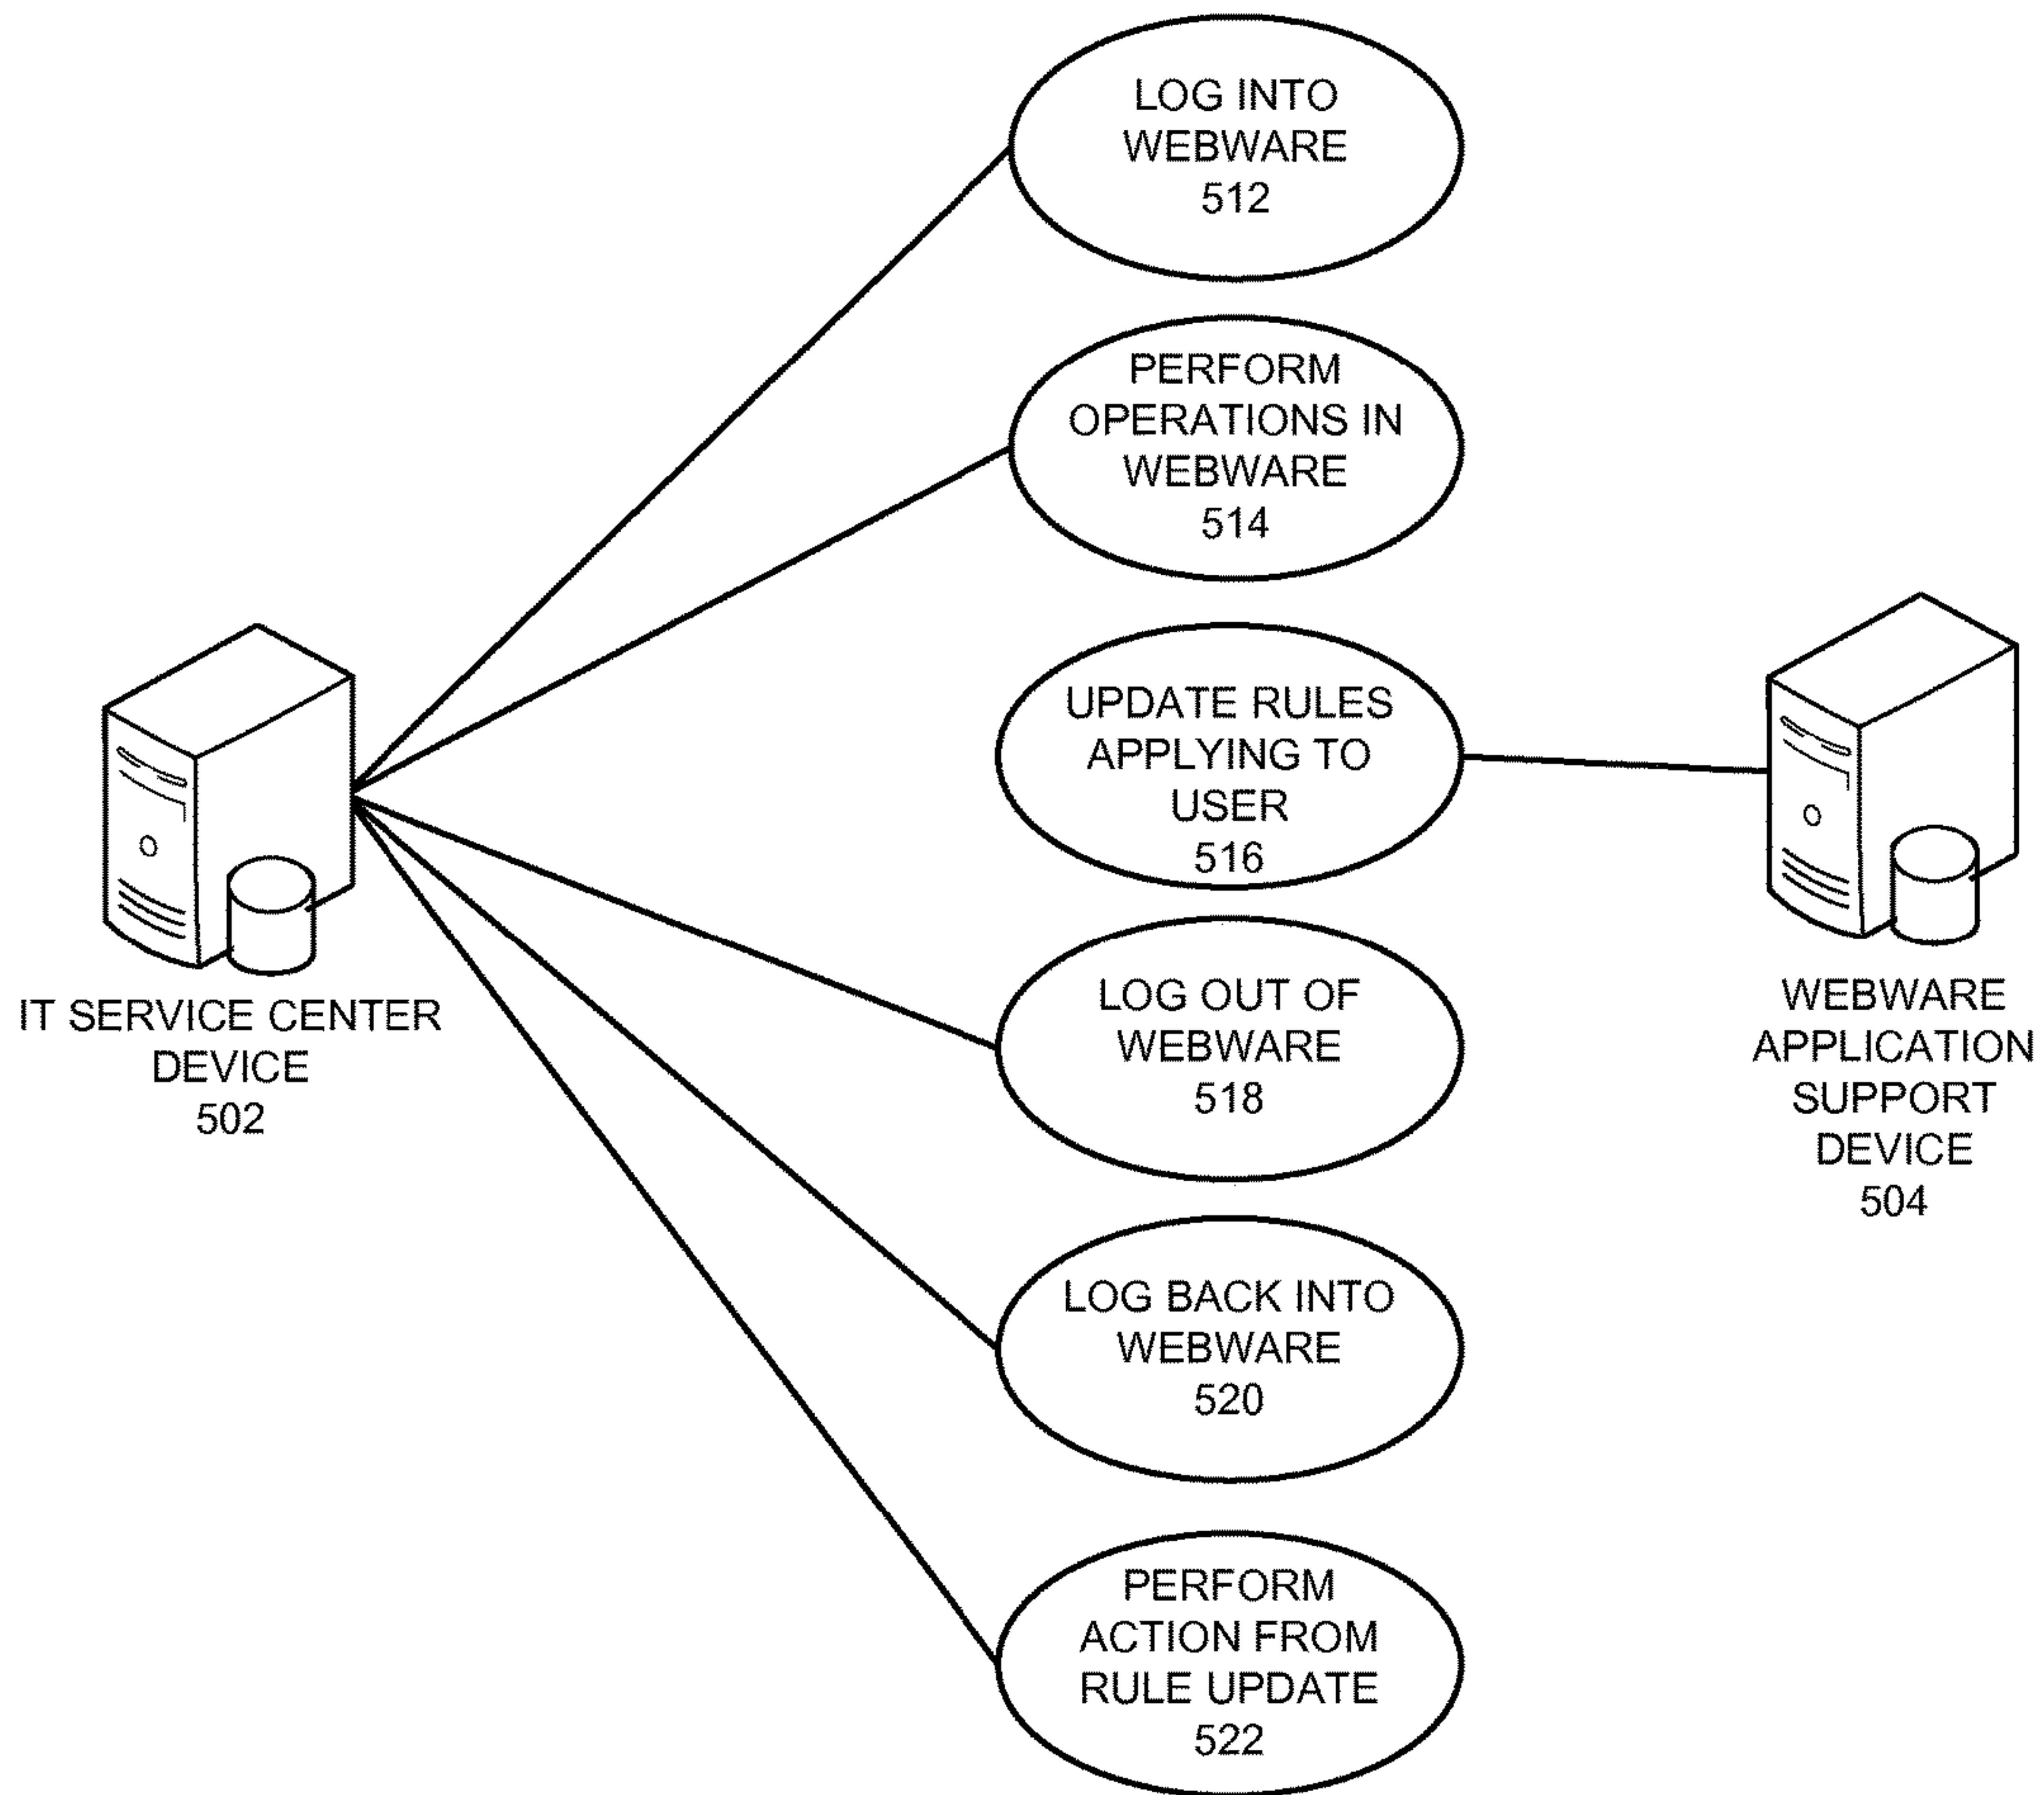 LOG INTO
WEBWARE
512
PERFORM
OPERATIONS IN
WEBWARE
514
UPDATE RULES
APPLYING TO
USER
516
LOG OUT OF
WEBWARE
518
LOG BACK INTO
WEBWARE
520
PERFORM
ACTION FROM
RULE UPDATE
522
IT SERVICE CENTER
DEVICE
502
WEBWARE
APPLICATION
SUPPORT
DEVICE
504